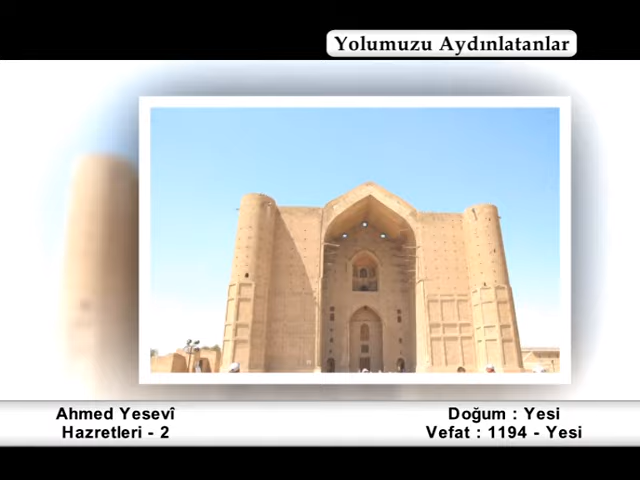 Yolumuzu Aydınlatanlar
Ahmed Yesevî
Hazretleri - 2
Doğum : Yesi
Vefat : 1194 - Yesi